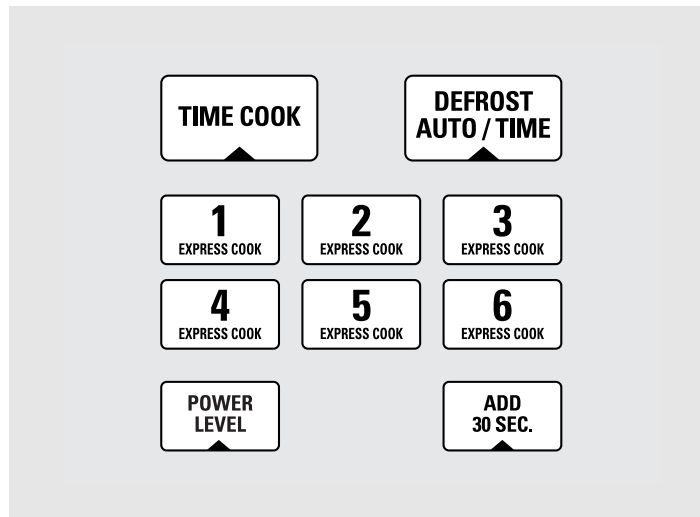 TIME COOK
DEFROST
AUTO / TIME
1
EXPRESS COOK
2
EXPRESS COOK
3
EXPRESS COOK
4
EXPRESS COOK
5
EXPRESS COOK
6
EXPRESS COOK
POWER
LEVEL
ADD
30 SEC.